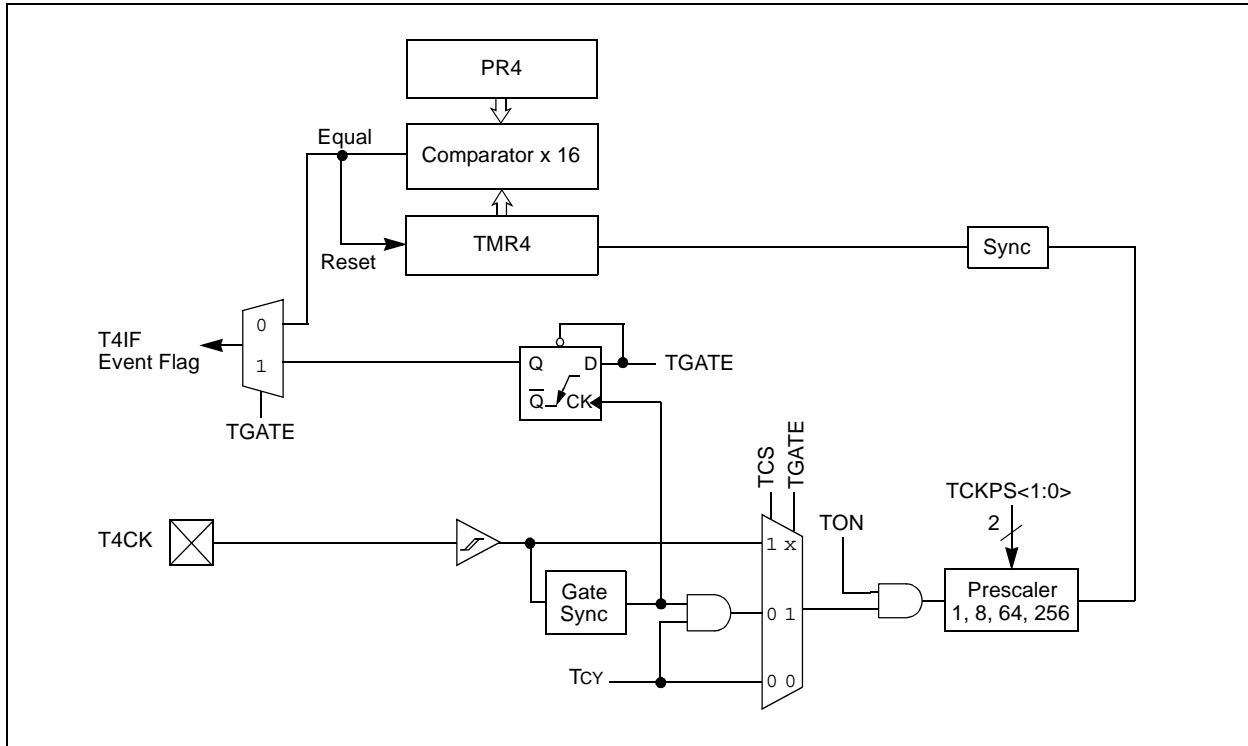 PR4
Equal
Comparator x 16
Reset
TMR4
Sync
T4IF
Event Flag
0
1
TGATE
Q
D
Q̅
CK
TGATE
TCS
TGATE
TCKPS<1:0>
2
TON
T4CK
1 x
Gate
Sync
0 1
Prescaler
1, 8, 64, 256
TCY
0 0